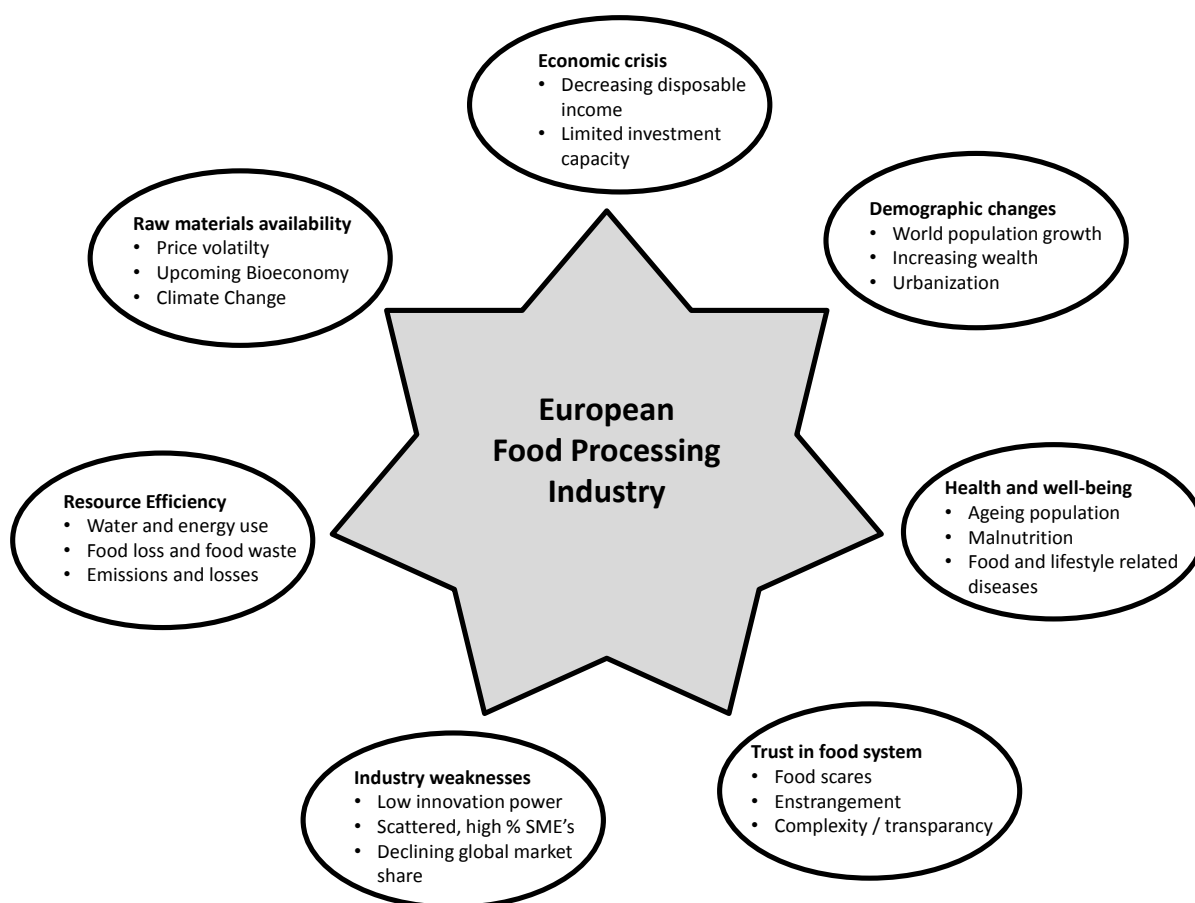 Economic crisis
• Decreasing disposable
income
• Limited investment
capacity
Raw materials availability
• Price volatilty
• Upcoming Bioeconomy
• Climate Change
Demographic changes
• World population growth
• Increasing wealth
• Urbanization
European
Food Processing
Industry
Resource Efficiency
• Water and energy use
• Food loss and food waste
• Emissions and losses
Health and well-being
• Ageing population
• Malnutrition
• Food and lifestyle related
diseases
Industry weaknesses
• Low innovation power
• Scattered, high % SME’s
• Declining global market
share
Trust in food system
• Food scares
• Enstrangement
• Complexity / transparancy